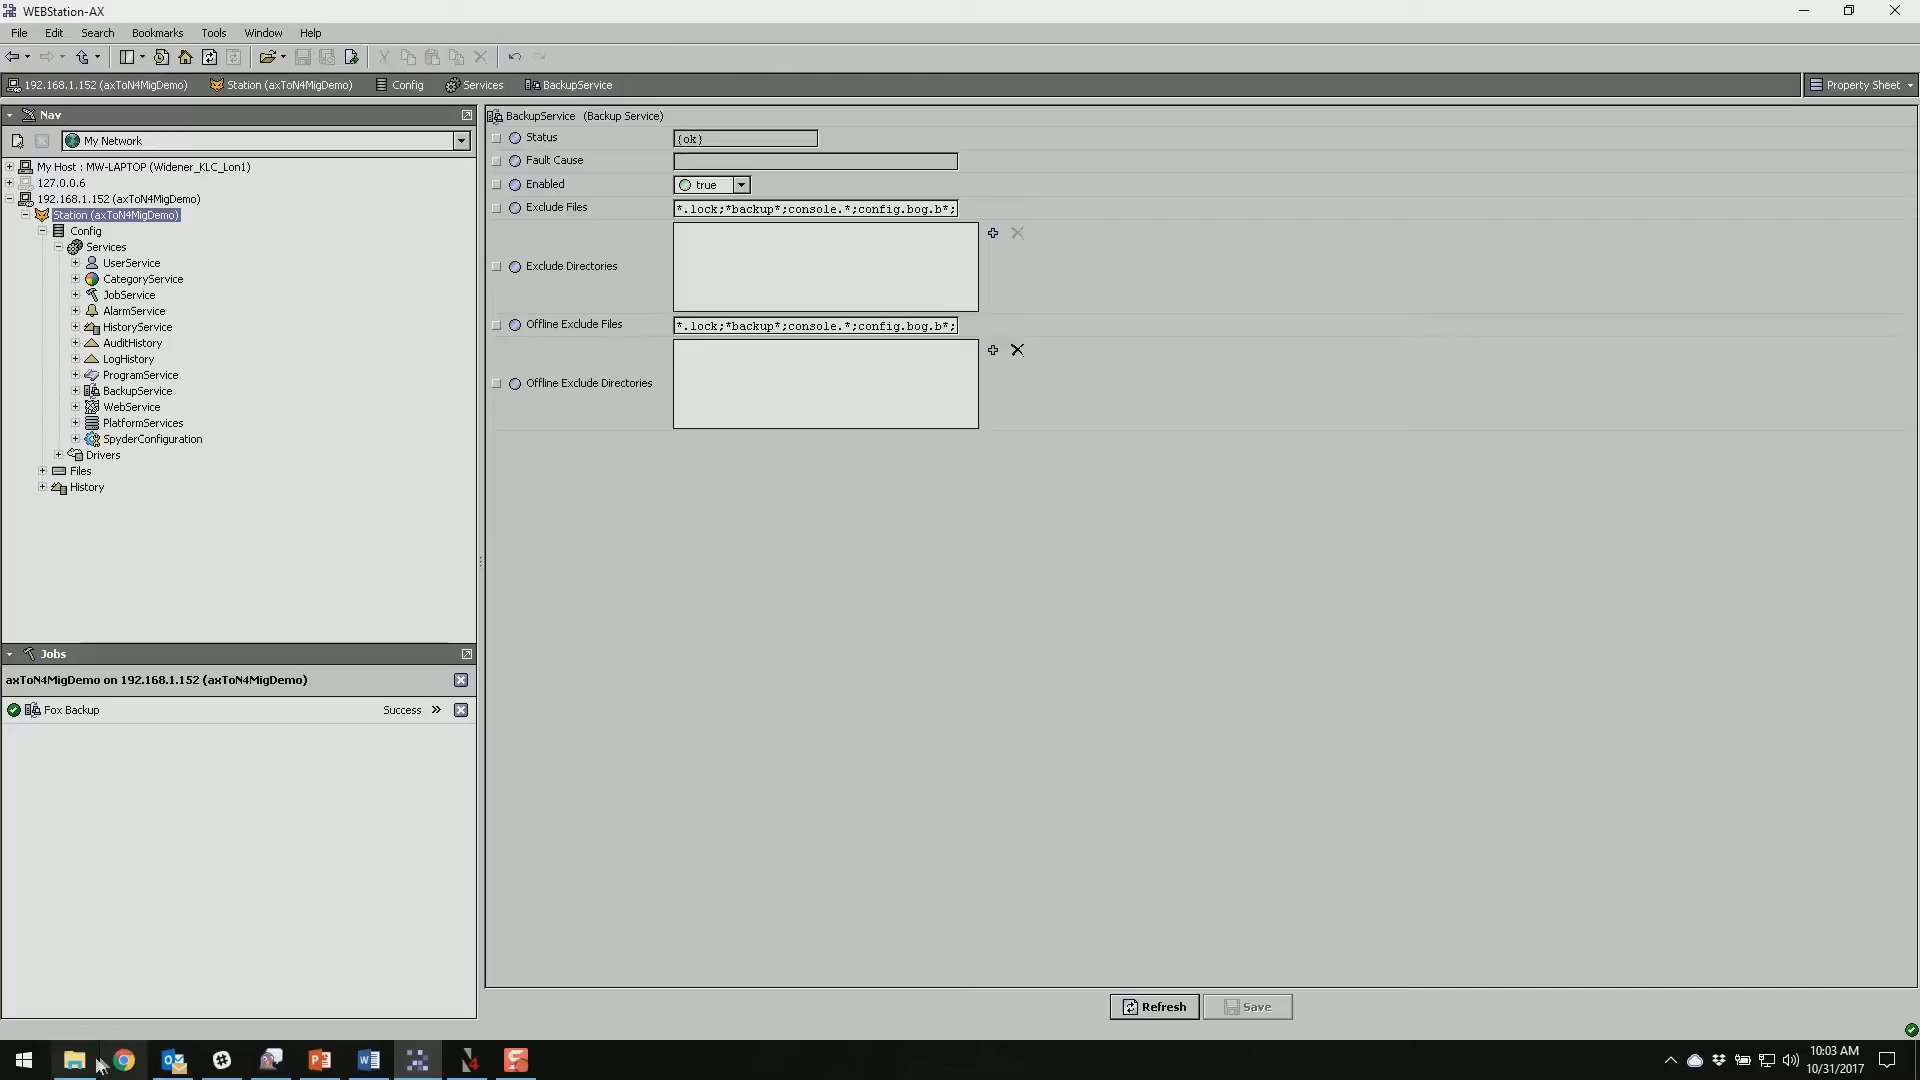 WEBStation-AX
File Edit Search Bookmarks Tools Window Help
192.168.1.152 (axToN4MigDemo) Station (axToN4MigDemo) Config Services BackupService Property Sheet
Nav
My Network
My Host : MW-LAPTOP (Widener_KLC_Lon1)
127.0.0.6
192.168.1.152 (axToN4MigDemo)
Station (axToN4MigDemo)
Config
Services
UserService
CategoryService
JobService
AlarmService
HistoryService
AuditHistory
LogHistory
ProgramService
BackupService
WebService
PlatformServices
SpyderConfiguration
Drivers
Files
History
Jobs
axToN4MigDemo on 192.168.1.152 (axToN4MigDemo)
Fox Backup Success »
BackupService (Backup Service)
Status {ok}
Fault Cause
Enabled true
Exclude Files *.lock;*backup*;console.*;config.bog.b*;
Exclude Directories
Offline Exclude Files *.lock;*backup*;console.*;config.bog.b*;
Offline Exclude Directories
Refresh Save
10:03 AM
10/31/2017